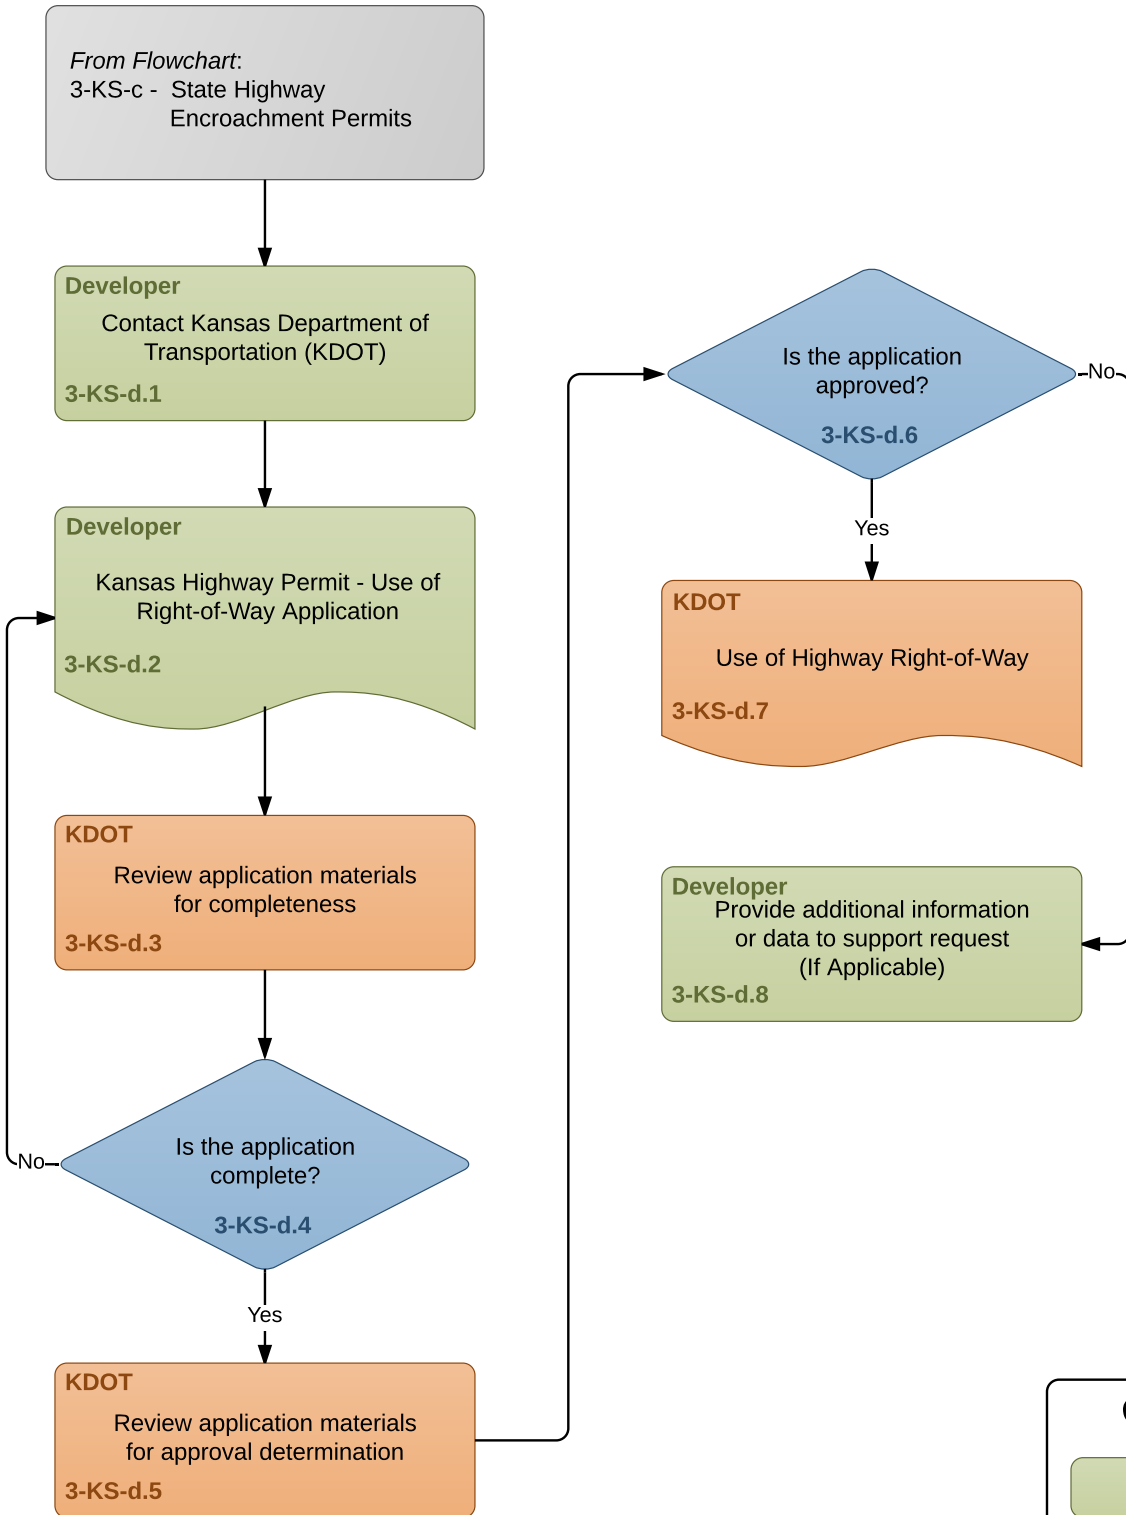 From Flowchart:
3-KS-c - State Highway
Encroachment Permits
Developer
Contact Kansas Department of
Transportation (KDOT)
3-KS-d.1
Developer
Kansas Highway Permit - Use of
Right-of-Way Application
3-KS-d.2
KDOT
Review application materials
for completeness
3-KS-d.3
Is the application
complete?
3-KS-d.4
No
Yes
KDOT
Review application materials
for approval determination
3-KS-d.5
Is the application
approved?
3-KS-d.6
No
Yes
KDOT
Use of Highway Right-of-Way
3-KS-d.7
Developer
Provide additional information
or data to support request
(If Applicable)
3-KS-d.8